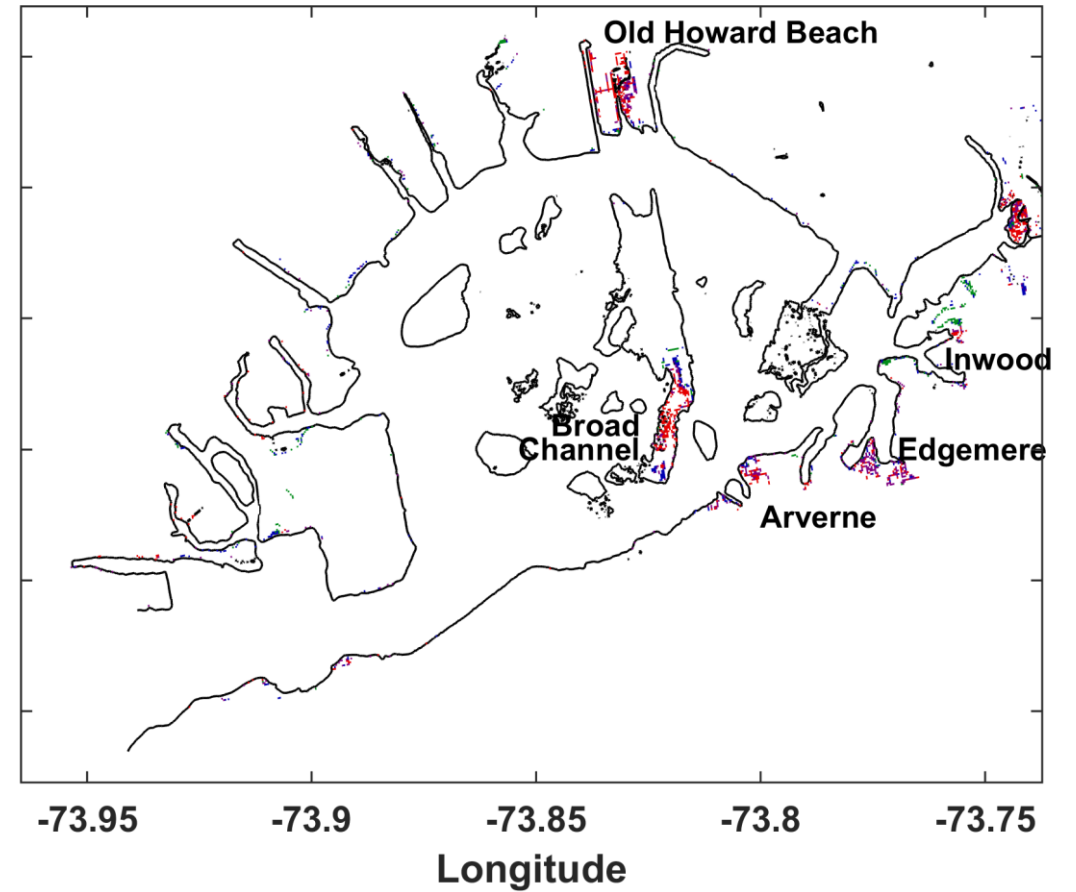 Old Howard Beach
Inwood
Broad
Channel
Edgemere
Arverne
-73.95 -73.9 -73.85 -73.8 -73.75
Longitude